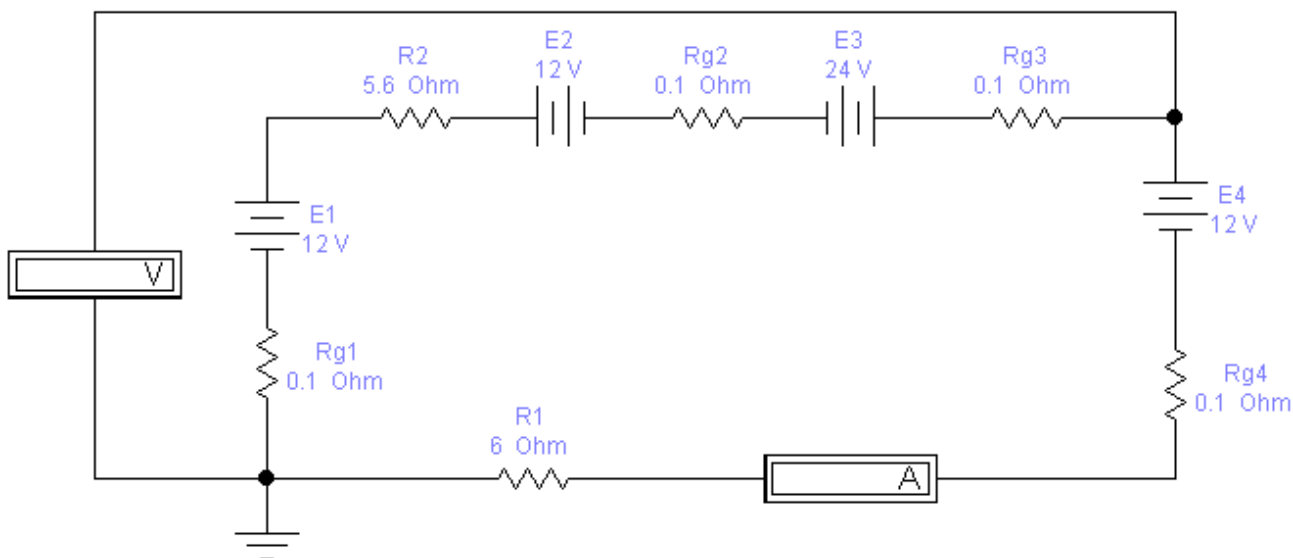 R2
5.6 Ohm
E2
12 V
Rg2
0.1 Ohm
E3
24 V
Rg3
0.1 Ohm
E1
12 V
E4
12 V
V
Rg1
0.1 Ohm
Rg4
0.1 Ohm
R1
6 Ohm
A